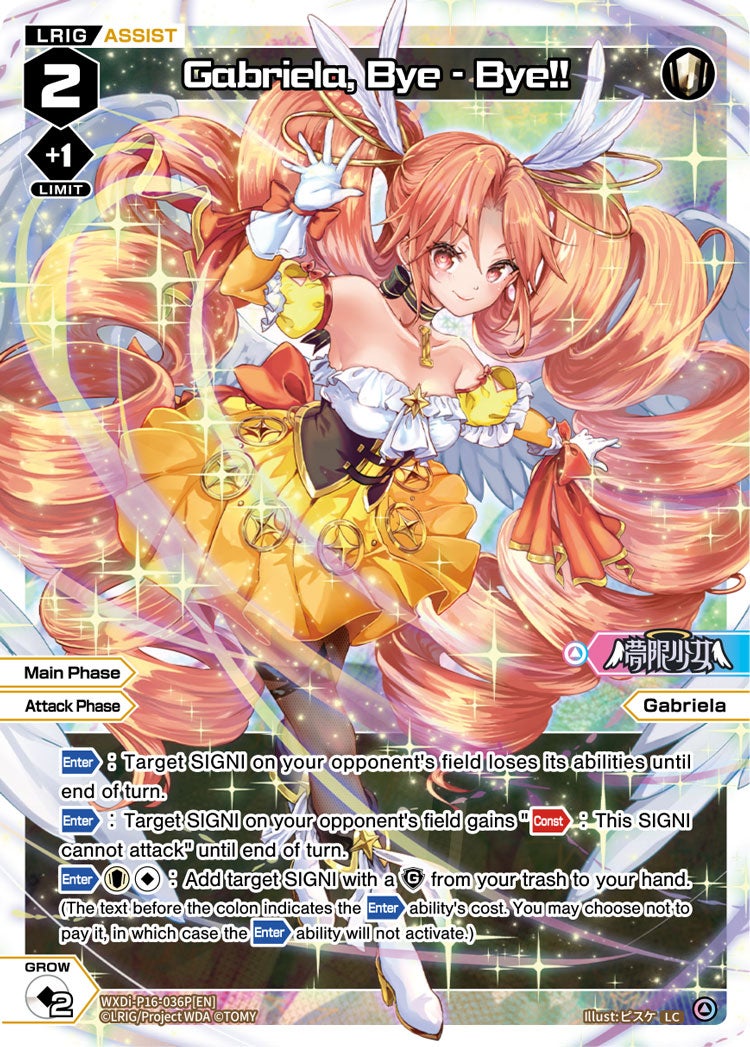 LRIG ASSIST
2
Gabriela, Bye - Bye!!
+1
LIMIT
夢限少女
Main Phase
Attack Phase
Gabriela
Enter : Target SIGNI on your opponent's field loses its abilities until
end of turn.
Enter : Target SIGNI on your opponent's field gains "Const : This SIGNI
cannot attack" until end of turn.
Enter : Add target SIGNI with a G from your trash to your hand.
(The text before the colon indicates the Enter ability's cost. You may choose not to
pay it, in which case the Enter ability will not activate.)
GROW
2
WXDi-P16-036P[EN]
©LRIG/Project WDA ©TOMY
Illust:ビスケ LC